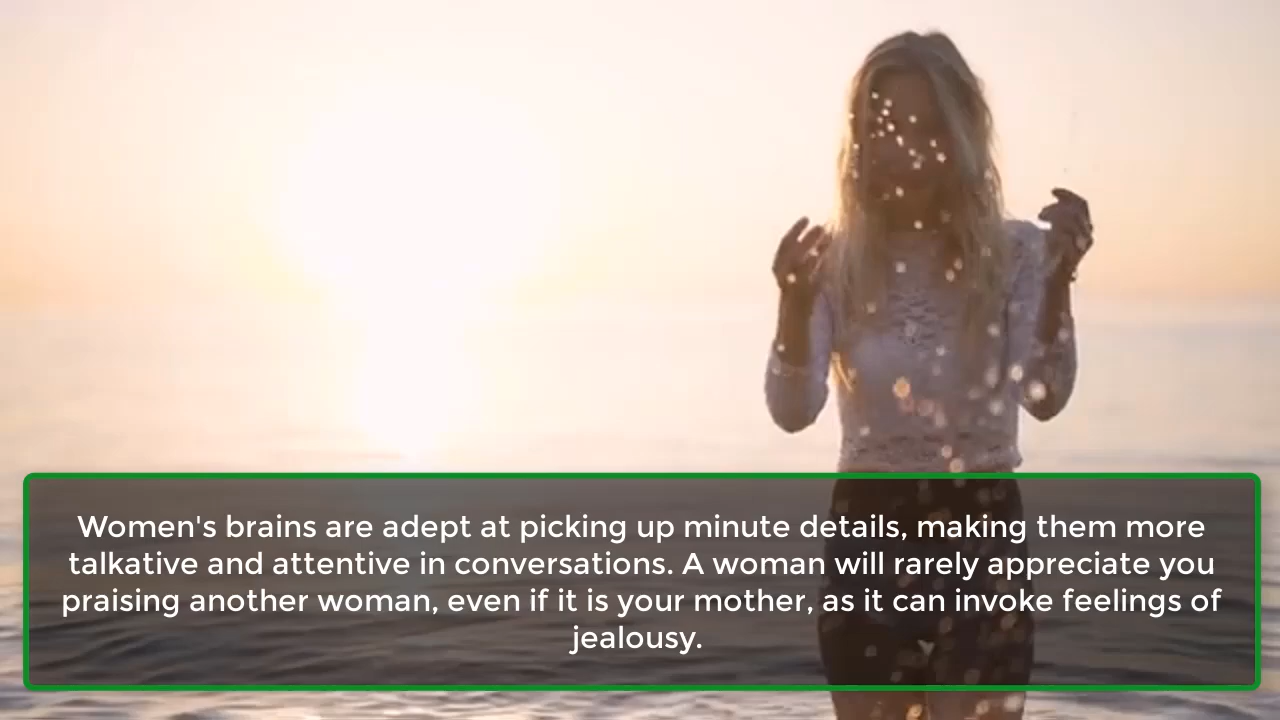 Women's brains are adept at picking up minute details, making them more
talkative and attentive in conversations. A woman will rarely appreciate you
praising another woman, even if it is your mother, as it can invoke feelings of
jealousy.